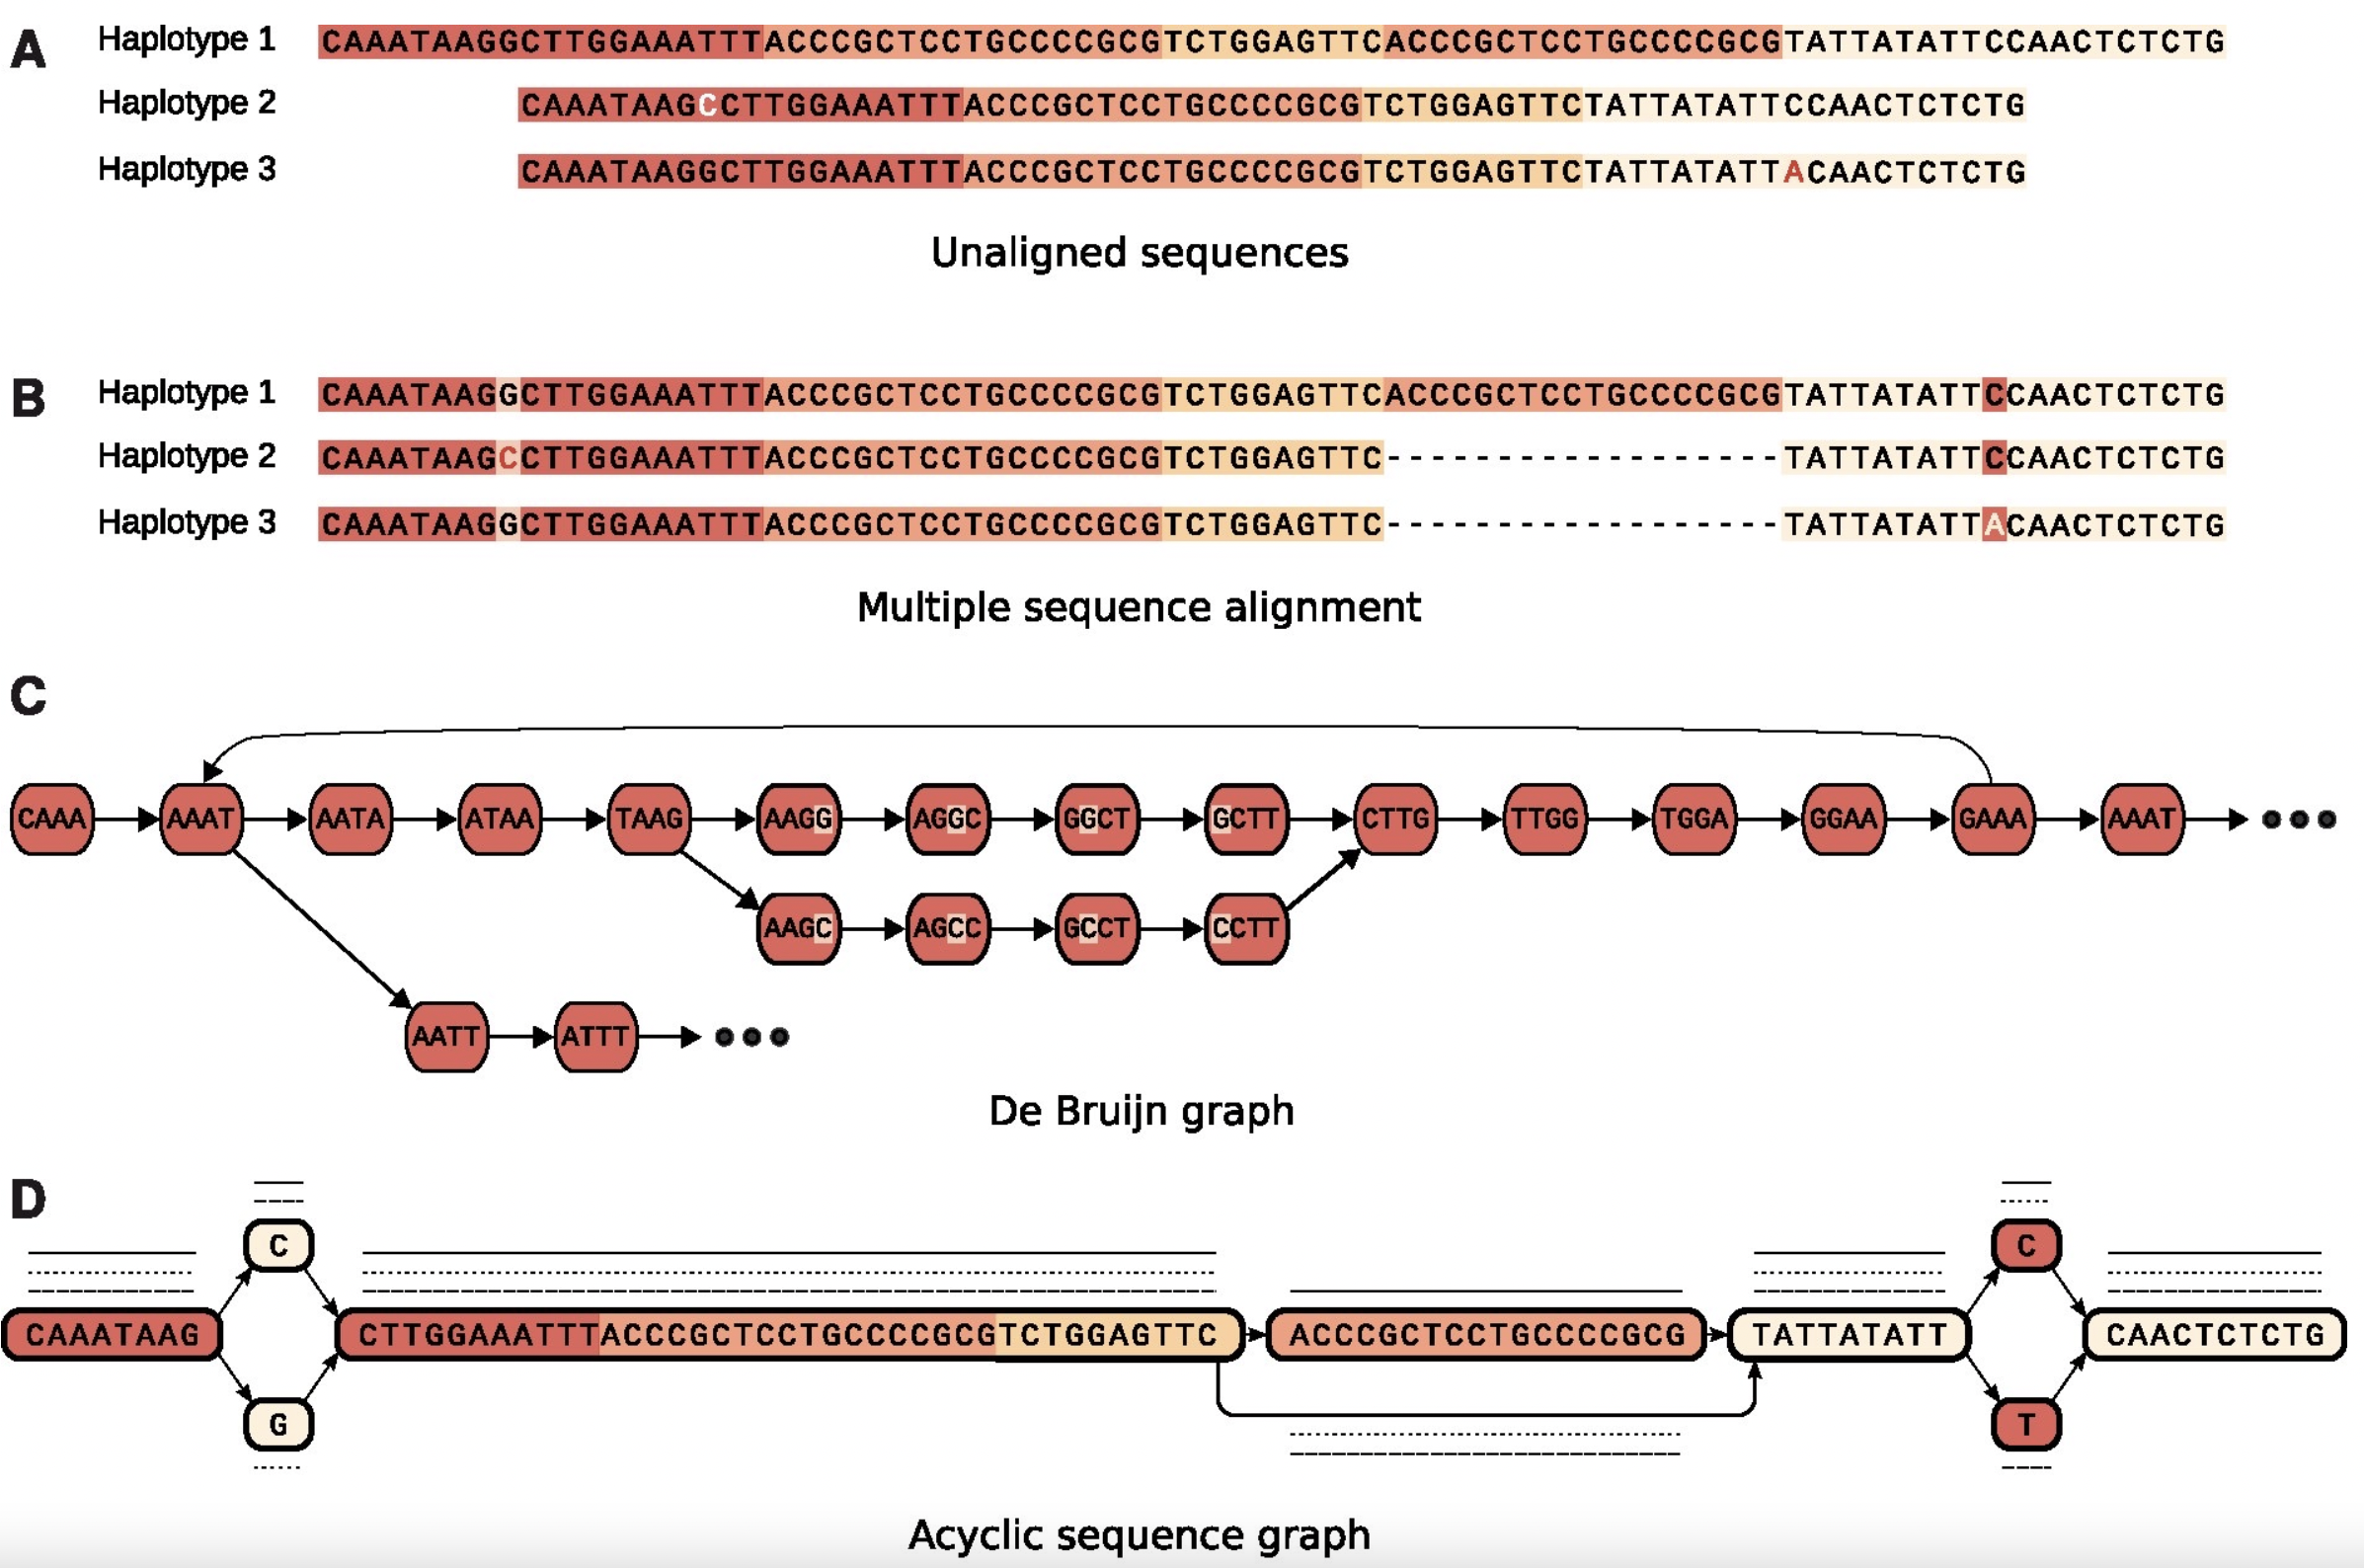 A
Haplotype 1 CAAATAAGGCTTGGAAATTTACCCGCTCCTGCCCCGCGTCTGGAGTTCACCCGCTCCTGCCCCGCGTATTATATTCCAACTCTCTG
Haplotype 2 CAAATAAGCCTTGGAAATTTACCCGCTCCTGCCCCGCGTCTGGAGTTCTATTATATTCCAACTCTCTG
Haplotype 3 CAAATAAGGCTTGGAAATTTACCCGCTCCTGCCCCGCGTCTGGAGTTCTATTATATTACAACTCTCTG
Unaligned sequences
B
Haplotype 1 CAAATAAGGCTTGGAAATTTACCCGCTCCTGCCCCGCGTCTGGAGTTCACCCGCTCCTGCCCCGCGTATTATATTCCAACTCTCTG
Haplotype 2 CAAATAAGCCTTGGAAATTTACCCGCTCCTGCCCCGCGTCTGGAGTTC------------------TATTATATTCCAACTCTCTG
Haplotype 3 CAAATAAGGCTTGGAAATTTACCCGCTCCTGCCCCGCGTCTGGAGTTC------------------TATTATATTACAACTCTCTG
Multiple sequence alignment
C
CAAA AAAT AATA ATAA TAAG AAGG AGGC GGCT GCTT CTTG TTGG TGGA GGAA GAAA AAAT
AAGC AGCC GCCT CCTT
AATT ATTT
De Bruijn graph
D
C C
CAAATAAG CTTGGAAATTTACCCGCTCCTGCCCCGCGTCTGGAGTTC ACCCGCTCCTGCCCCGCG TATTATATT CAACTCTCTG
G T
Acyclic sequence graph